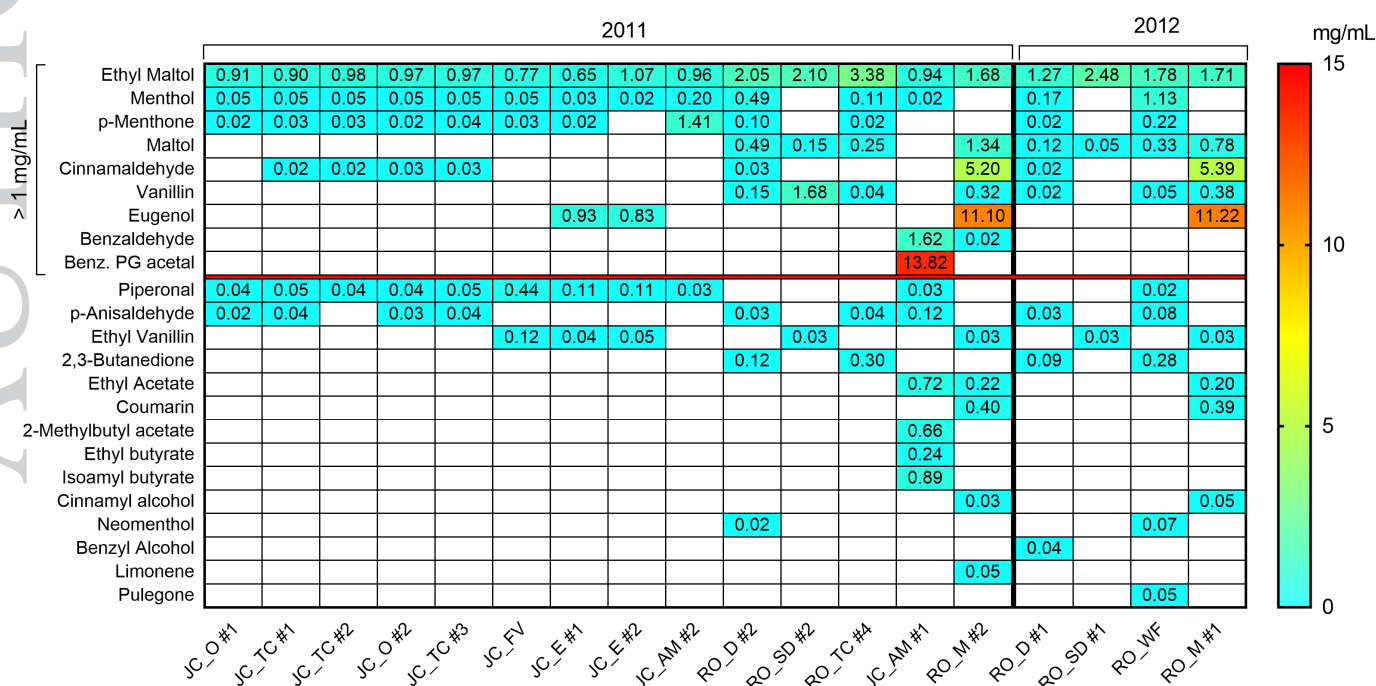 2011
2012
mg/mL
> 1 mg/mL
Ethyl Maltol 0.91 0.90 0.98 0.97 0.97 0.77 0.65 1.07 0.96 2.05 2.10 3.38 0.94 1.68 1.27 2.48 1.78 1.71
Menthol 0.05 0.05 0.05 0.05 0.05 0.05 0.03 0.02 0.20 0.49 0.11 0.02 0.17 1.13
p-Menthone 0.02 0.03 0.03 0.02 0.04 0.03 0.02 1.41 0.10 0.02 0.02 0.22
Maltol 0.49 0.15 0.25 1.34 0.12 0.05 0.33 0.78
Cinnamaldehyde 0.02 0.02 0.03 0.03 0.03 5.20 0.02 5.39
Vanillin 0.15 1.68 0.04 0.32 0.02 0.05 0.38
Eugenol 0.93 0.83 11.10 11.22
Benzaldehyde 1.62 0.02
Benz. PG acetal 13.82
Piperonal 0.04 0.05 0.04 0.04 0.05 0.44 0.11 0.11 0.03 0.03 0.02
p-Anisaldehyde 0.02 0.04 0.03 0.04 0.03 0.04 0.12 0.03 0.08
Ethyl Vanillin 0.12 0.04 0.05 0.03 0.03 0.03 0.03
2,3-Butanedione 0.12 0.30 0.09 0.28
Ethyl Acetate 0.72 0.22 0.20
Coumarin 0.40 0.39
2-Methylbutyl acetate 0.66
Ethyl butyrate 0.24
Isoamyl butyrate 0.89
Cinnamyl alcohol 0.03 0.05
Neomenthol 0.02 0.07
Benzyl Alcohol 0.04
Limonene 0.05
Pulegone 0.05
JC_O #1 JC_TC #1 JC_TC #2 JC_O #2 JC_TC #3 JC_FV JC_E #1 JC_E #2 JC_AM #2 RO_D #2 RO_SD #2 RO_TC #4 JC_AM #1 RO_M #2 RO_D #1 RO_SD #1 RO_WF RO_M #1
15
10
5
0